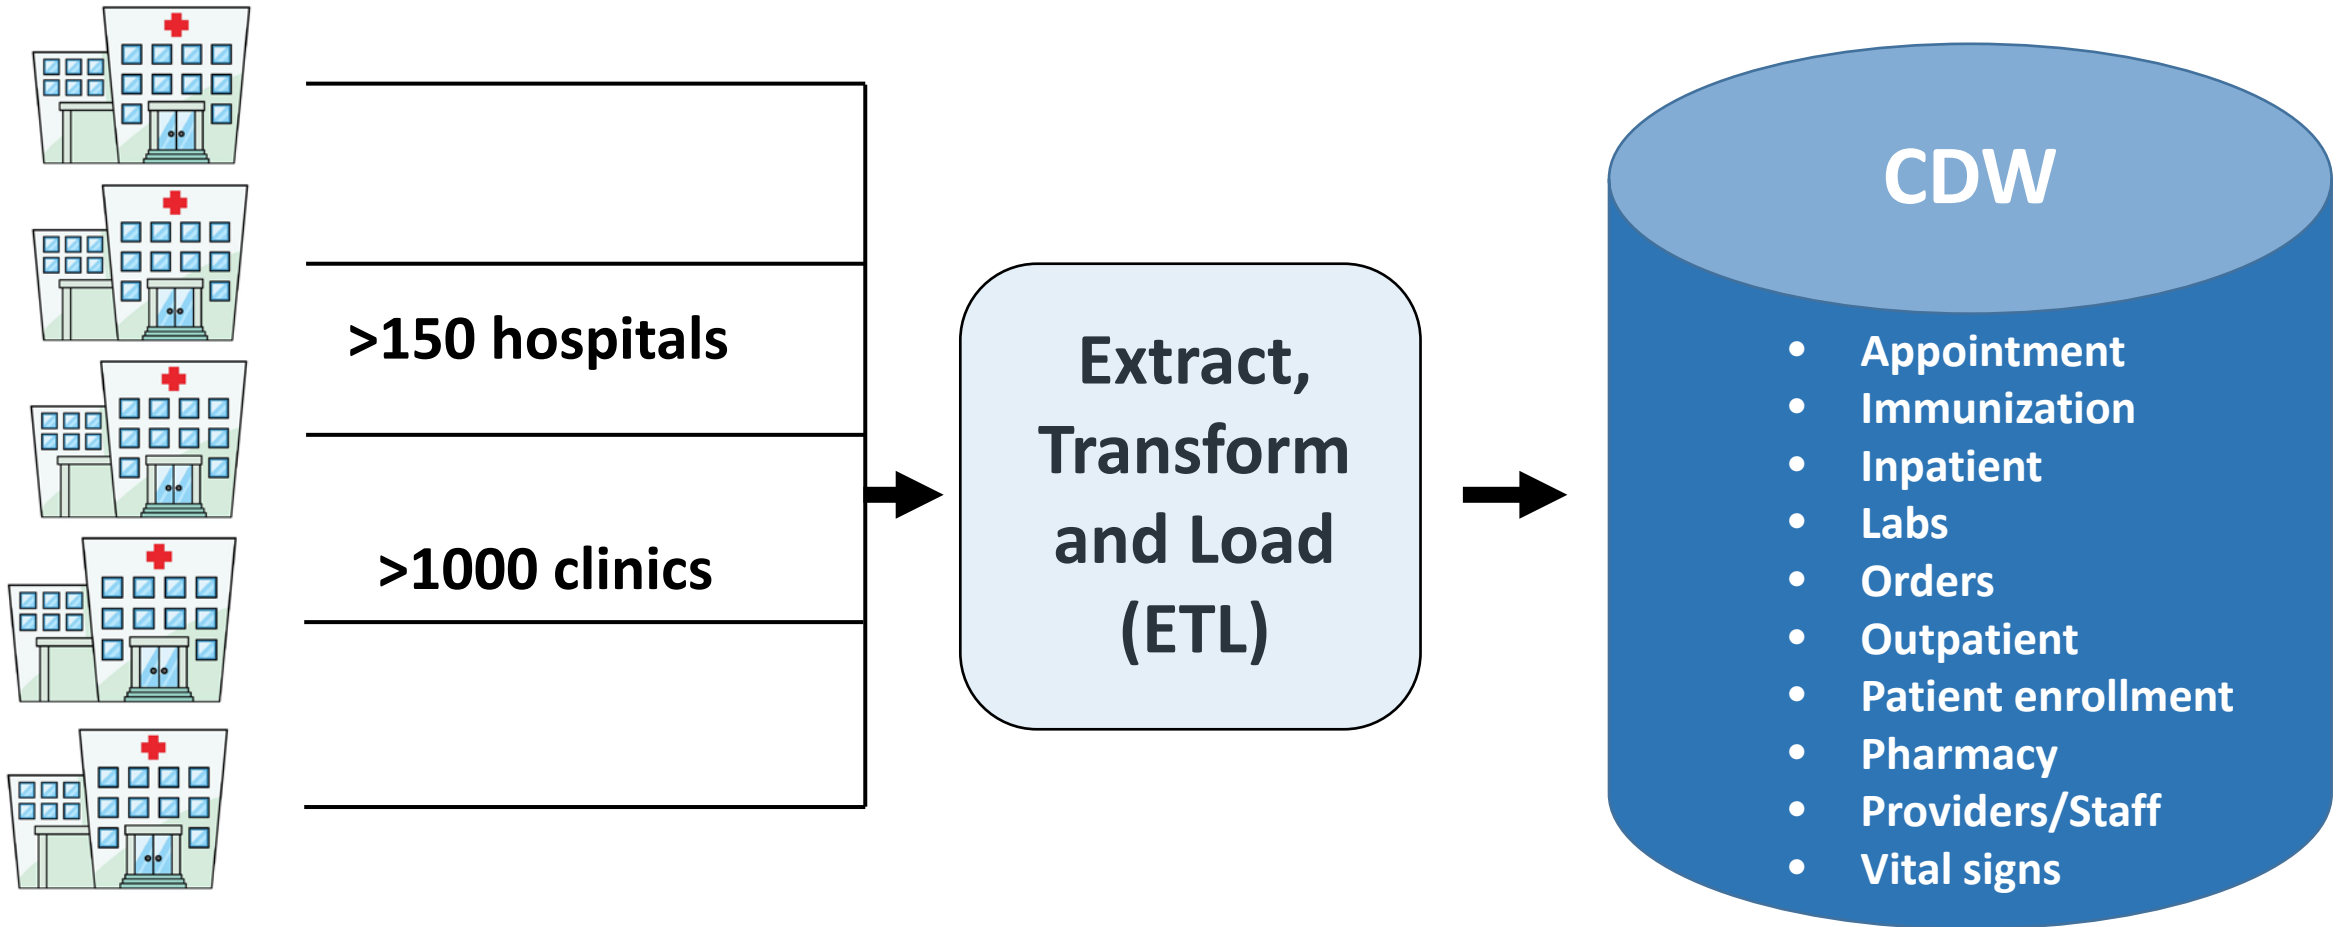 >150 hospitals
>1000 clinics
Extract,
Transform
and Load
(ETL)
CDW
• Appointment
• Immunization
• Inpatient
• Labs
• Orders
• Outpatient
• Patient enrollment
• Pharmacy
• Providers/Staff
• Vital signs